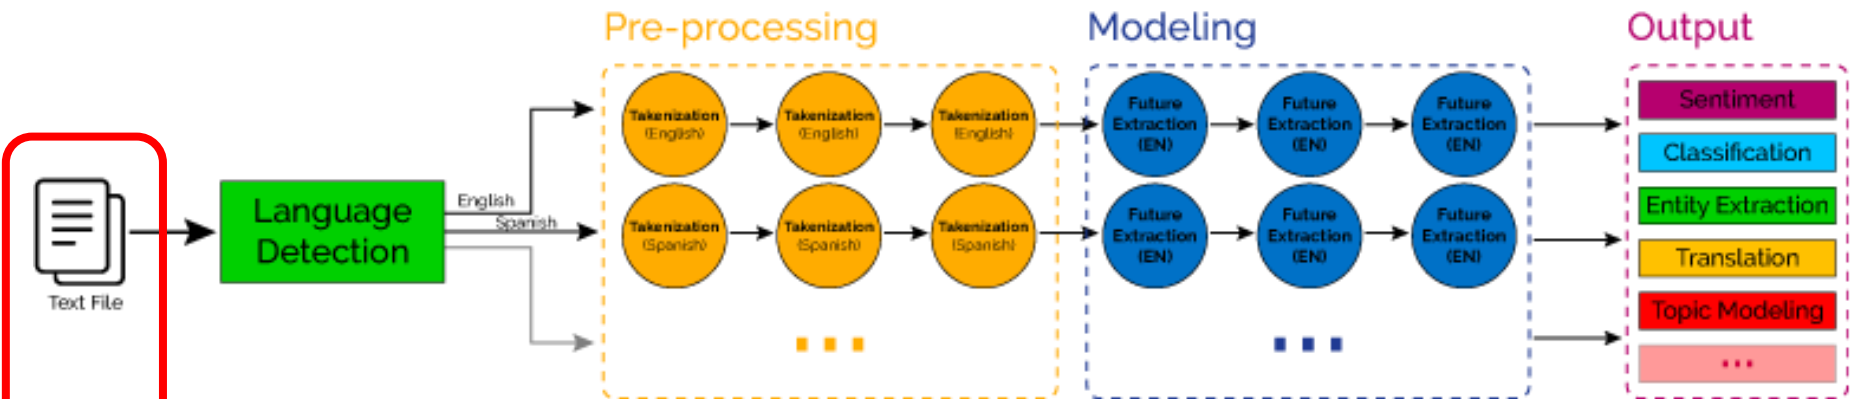 Pre-processing
Modeling
Output
Text File
Language
Detection
English
Spanish
Takenization
(English)
Takenization
(English)
Takenization
(English)
Takenization
(Spanish)
Takenization
(Spanish)
Takenization
(Spanish)
...
Future
Extraction
(EN)
Future
Extraction
(EN)
Future
Extraction
(EN)
Future
Extraction
(EN)
Future
Extraction
(EN)
Future
Extraction
(EN)
...
Sentiment
Classification
Entity Extraction
Translation
Topic Modeling
...